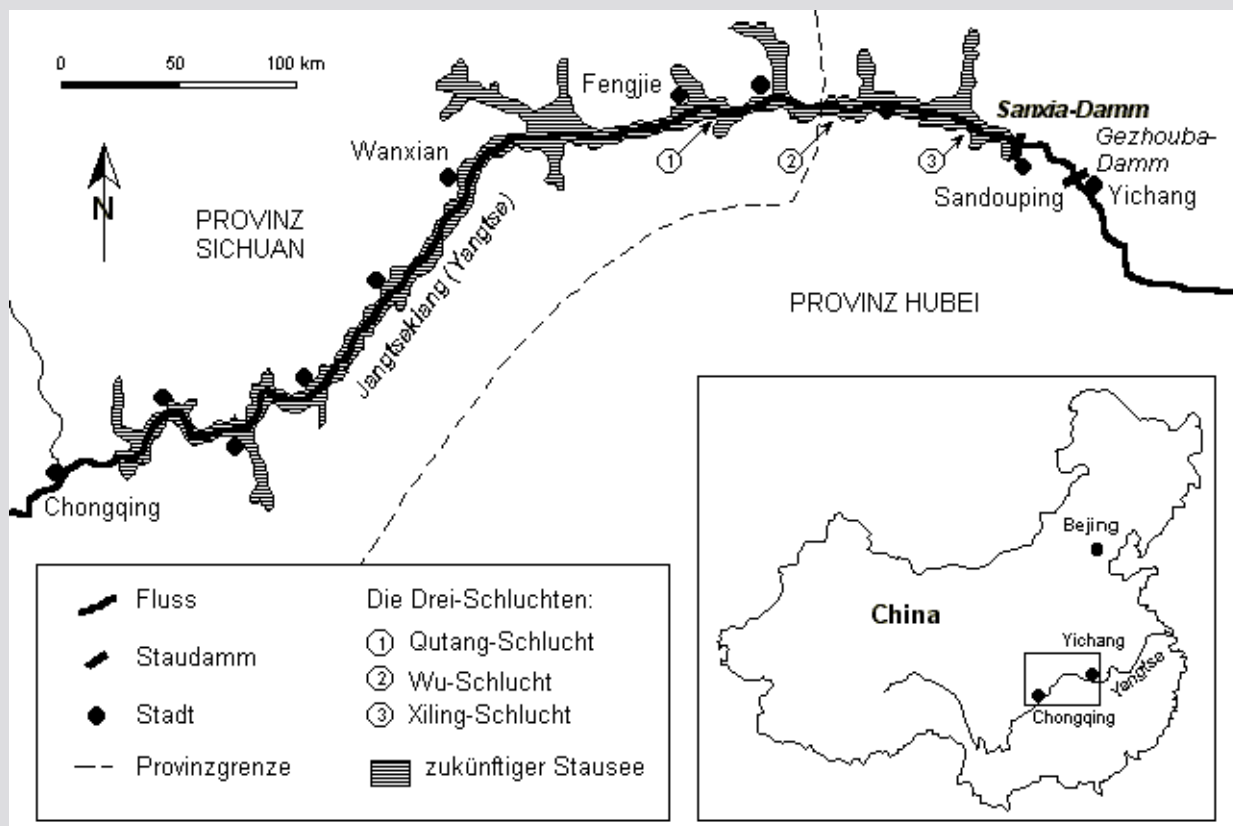 0 50 100 km
Fengjie
Sanxia-Damm
Gezhouba-
Damm
Wanxian
1
2
3
N
Sandouping
Yichang
PROVINZ
SICHUAN
Jangtsekiang (Yangtse)
PROVINZ HUBEI
Chongqing
Fluss
Staudamm
Stadt
Provinzgrenze
Die Drei-Schluchten:
1 Qutang-Schlucht
2 Wu-Schlucht
3 Xiling-Schlucht
zukünftiger Stausee
Bejing
China
Yichang
Yangtse
Chongqing